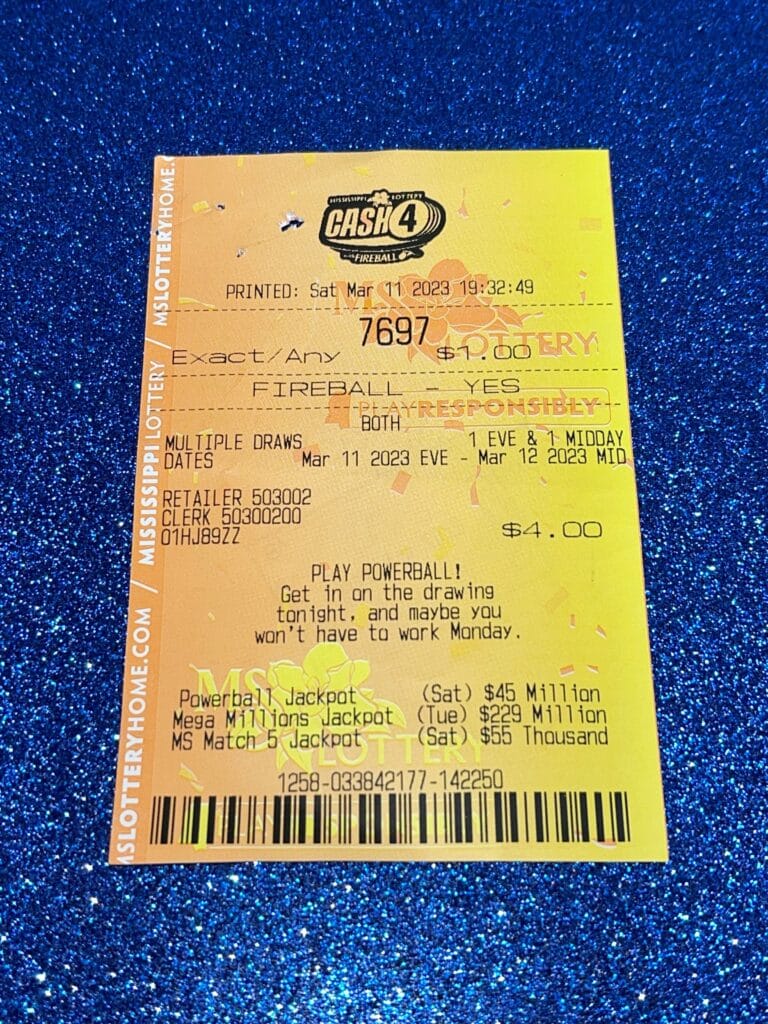 MISSISSIPPI LOTTERY
CASH 4
FIREBALL
PRINTED: Sat Mar 11 2023 19:32:49
7697
Exact/Any $1.00
FIREBALL - YES
BOTH
MULTIPLE DRAWS 1 EVE & 1 MIDDAY
DATES Mar 11 2023 EVE - Mar 12 2023 MID
RETAILER 503002
CLERK 50300200
01HJ89ZZ
$4.00
PLAY POWERBALL!
Get in on the drawing
tonight, and maybe you
won't have to work Monday.
Powerball Jackpot (Sat) $45 Million
Mega Millions Jackpot (Tue) $229 Million
MS Match 5 Jackpot (Sat) $55 Thousand
1258-033842177-142250
MSLOTTERYHOME.COM / MISSISSIPPI LOTTERY / MSLOTTERYHOME.C
MS LOTTERY
PLAY RESPONSIBLY
MS LOTTERY